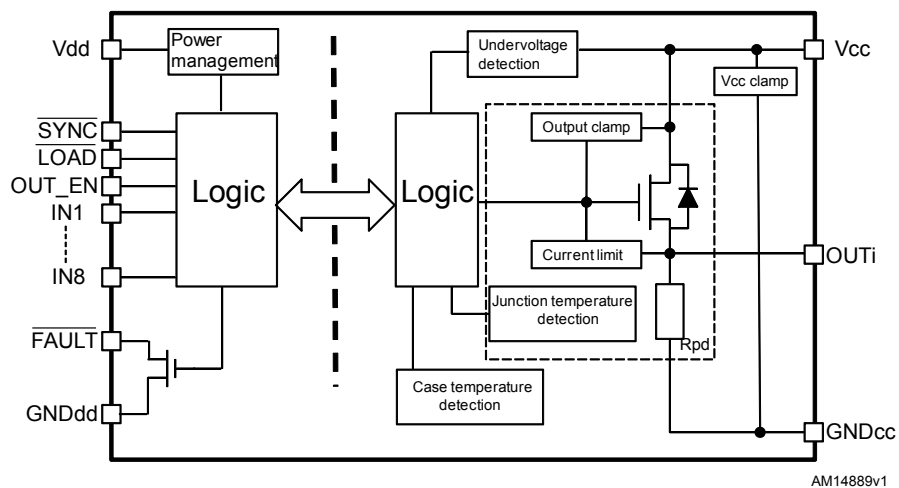 Vdd
Power
management
Undervoltage
detection
Vcc
Vcc clamp
SYNC
LOAD
OUT_EN
IN1
IN8
Logic
Logic
Output clamp
Current limit
OUTi
Junction temperature
detection
Rpd
FAULT
Case temperature
detection
GNDdd
GNDcc
AM14889v1